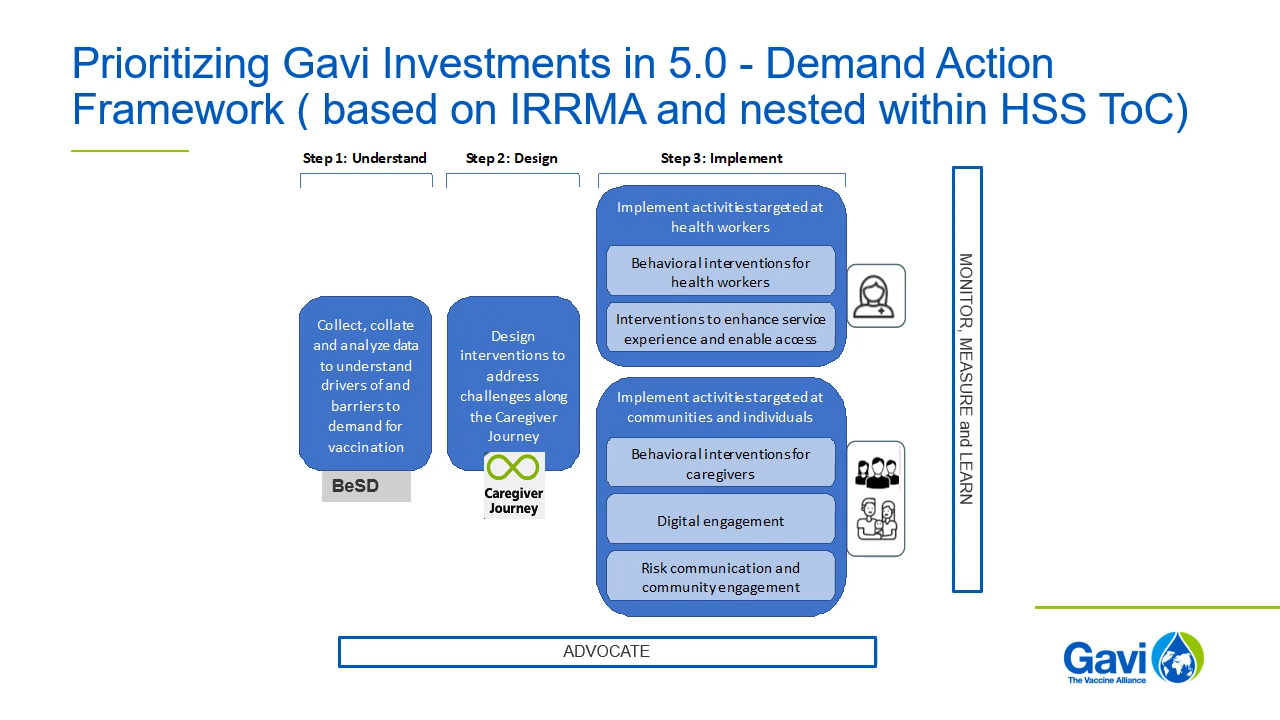 Prioritizing Gavi Investments in 5.0 - Demand Action
Framework ( based on IRRMA and nested within HSS ToC)
Step 1: Understand
Step 2: Design
Step 3: Implement
Collect, collate
and analyze data
to understand
drivers of and
barriers to
demand for
vaccination
BeSD
Design
interventions to
address
challenges along
the Caregiver
Journey
Caregiver
Journey
Implement activities targeted at
health workers
Behavioral interventions for
health workers
Interventions to enhance service
experience and enable access
Implement activities targeted at
communities and individuals
Behavioral interventions for
caregivers
Digital engagement
Risk communication and
community engagement
MONITOR, MEASURE and LEARN
ADVOCATE
Gavi
The Vaccine Alliance